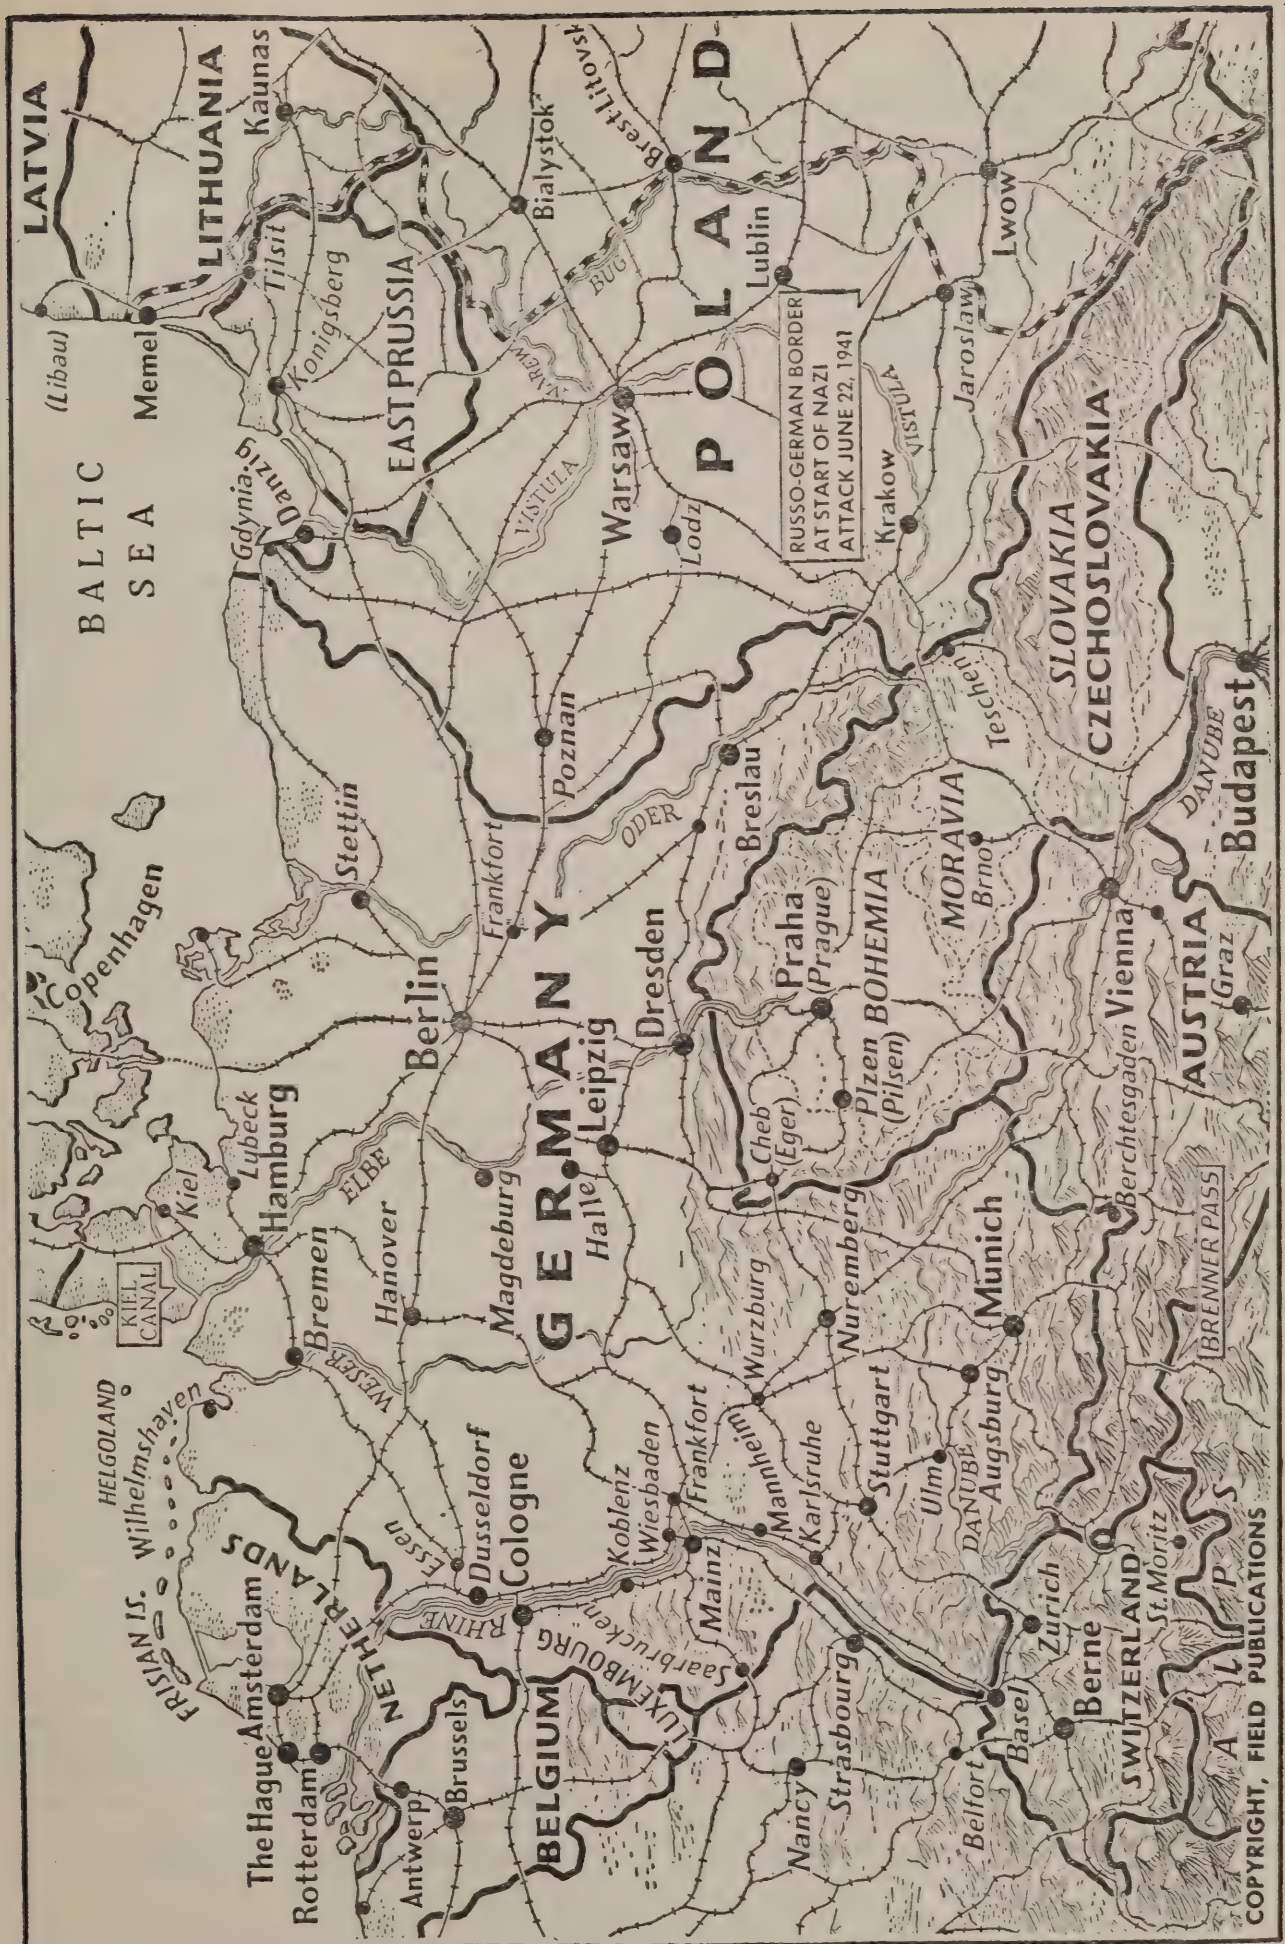 LATVIA
(Libau)
LITHUANIA
Kaunas
Memel
Tilsit
BALTIC
SEA
Konigsberg
EAST PRUSSIA
Gdynia
Danzig
Bialystok
Brest-Litovsk
BUG
NAREW
VISTULA
Warsaw
POLAND
Lublin
Lodz
RUSSO-GERMAN BORDER
AT START OF NAZI
ATTACK JUNE 22, 1941
Lwow
Jaroslaw
Krakow
VISTULA
Copenhagen
Stettin
Poznan
Frankfort
ODER
Breslau
Teschen
SLOVAKIA
CZECHOSLOVAKIA
MORAVIA
Brno
DANUBE
Budapest
Kiel
KIEL
CANAL
Lubeck
Hamburg
ELBE
Berlin
GERMANY
Leipzig
Halle
Magdeburg
Dresden
Praha
(Prague)
BOHEMIA
Plzen
(Pilsen)
Cheb
(Eger)
Vienna
AUSTRIA
Graz
Berchtesgaden
BRENNER PASS
HELGOLAND
Wilhelmshaven
FRISIAN IS.
Bremen
WESER
Hanover
Wurzburg
Nuremberg
Munich
Augsburg
Ulm
DANUBE
Stuttgart
NETHERLANDS
Amsterdam
The Hague
Rotterdam
Essen
Dusseldorf
Cologne
RHINE
Koblenz
Wiesbaden
Frankfort
Mainz
Mannheim
Karlsruhe
Saarbrucken
LUXEMBOURG
BELGIUM
Brussels
Antwerp
Nancy
Strasbourg
Belfort
Basel
Zurich
Berne
SWITZERLAND
St. Moritz
ALPS
COPYRIGHT, FIELD PUBLICATIONS